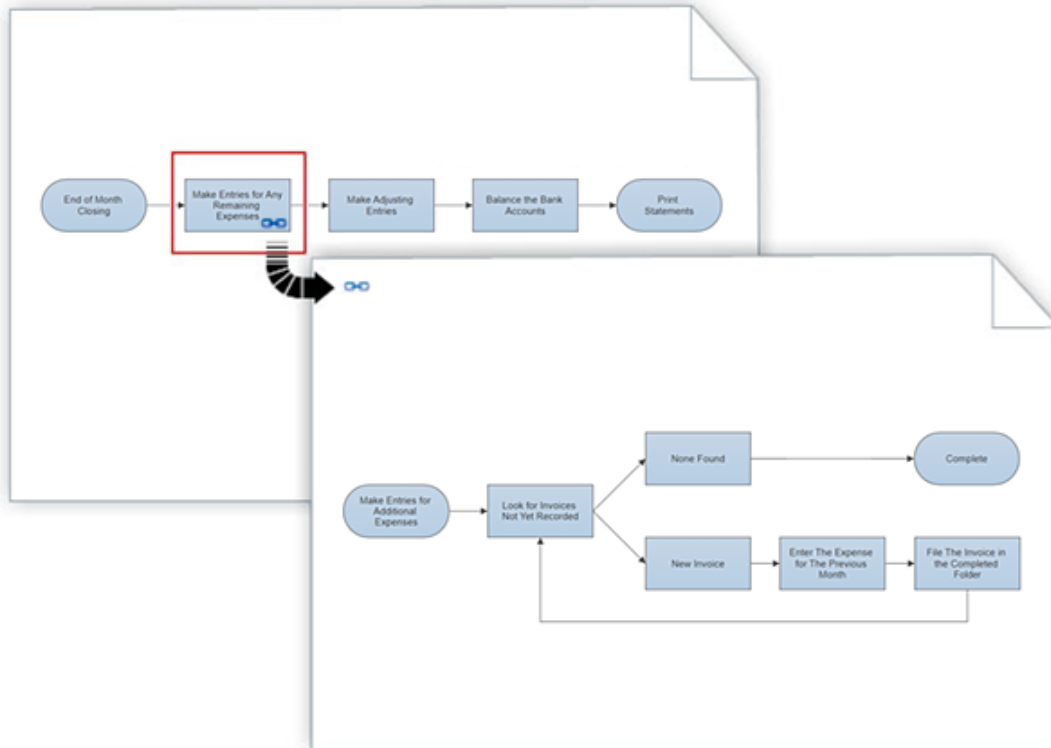 End of Month
Closing
Make Entries for Any
Remaining
Expenses
Make Adjusting
Entries
Balance the Bank
Accounts
Print
Statements
None Found
Complete
Make Entries for
Additional
Expenses
Look for Invoices
Not Yet Recorded
New Invoice
Enter The Expense
for The Previous
Month
File The Invoice in
the Completed
Folder